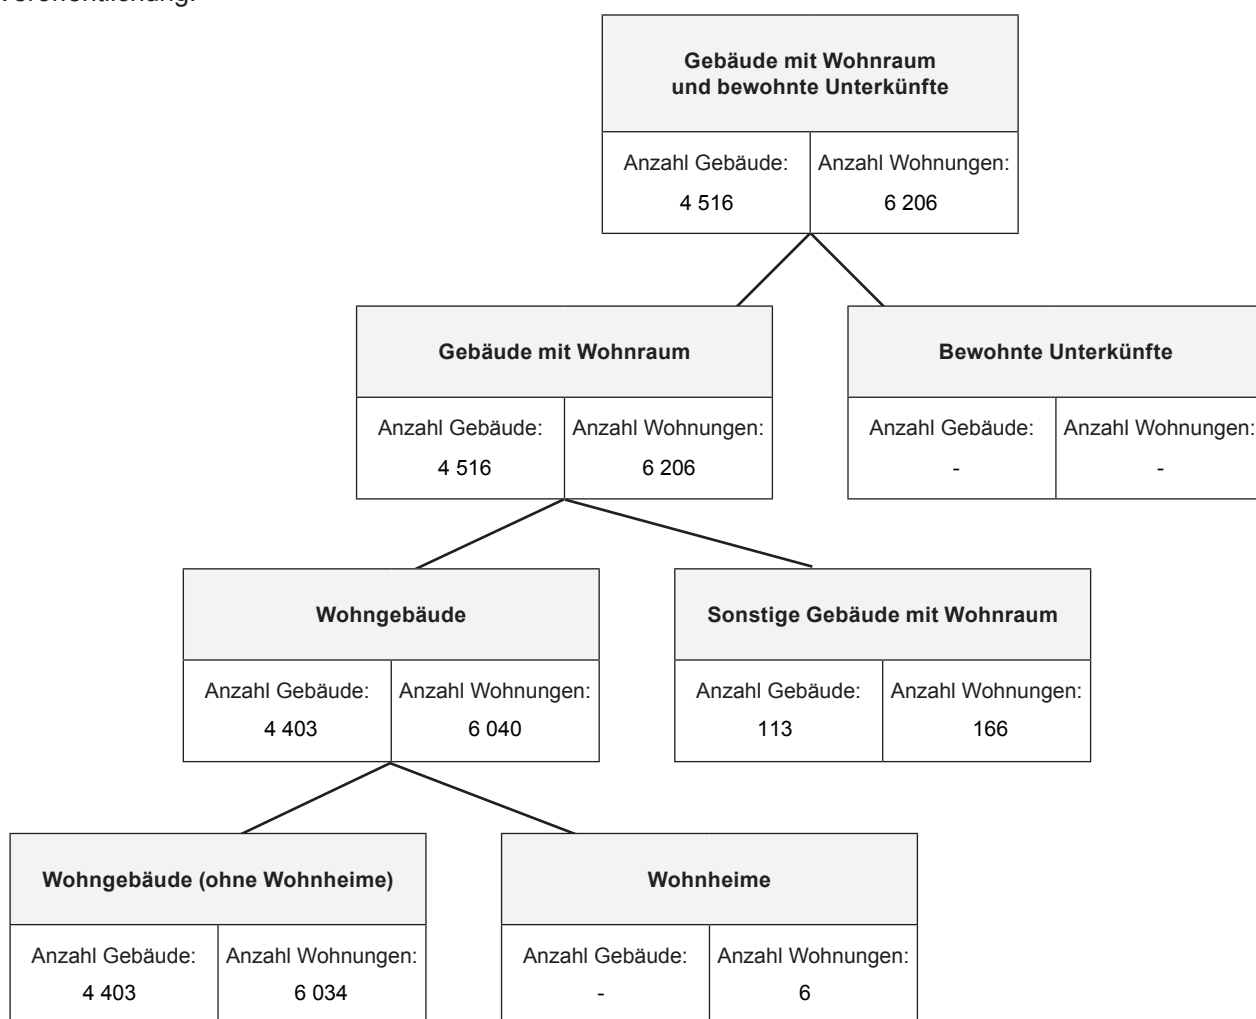 Veröffentlichung.
Gebäude mit Wohnraum
und bewohnte Unterkünfte
Anzahl Gebäude: Anzahl Wohnungen:
4 516 6 206
Gebäude mit Wohnraum Bewohnte Unterkünfte
Anzahl Gebäude: Anzahl Wohnungen: Anzahl Gebäude: Anzahl Wohnungen:
4 516 6 206 - -
Wohngebäude Sonstige Gebäude mit Wohnraum
Anzahl Gebäude: Anzahl Wohnungen: Anzahl Gebäude: Anzahl Wohnungen:
4 403 6 040 113 166
Wohngebäude (ohne Wohnheime) Wohnheime
Anzahl Gebäude: Anzahl Wohnungen: Anzahl Gebäude: Anzahl Wohnungen:
4 403 6 034 - 6